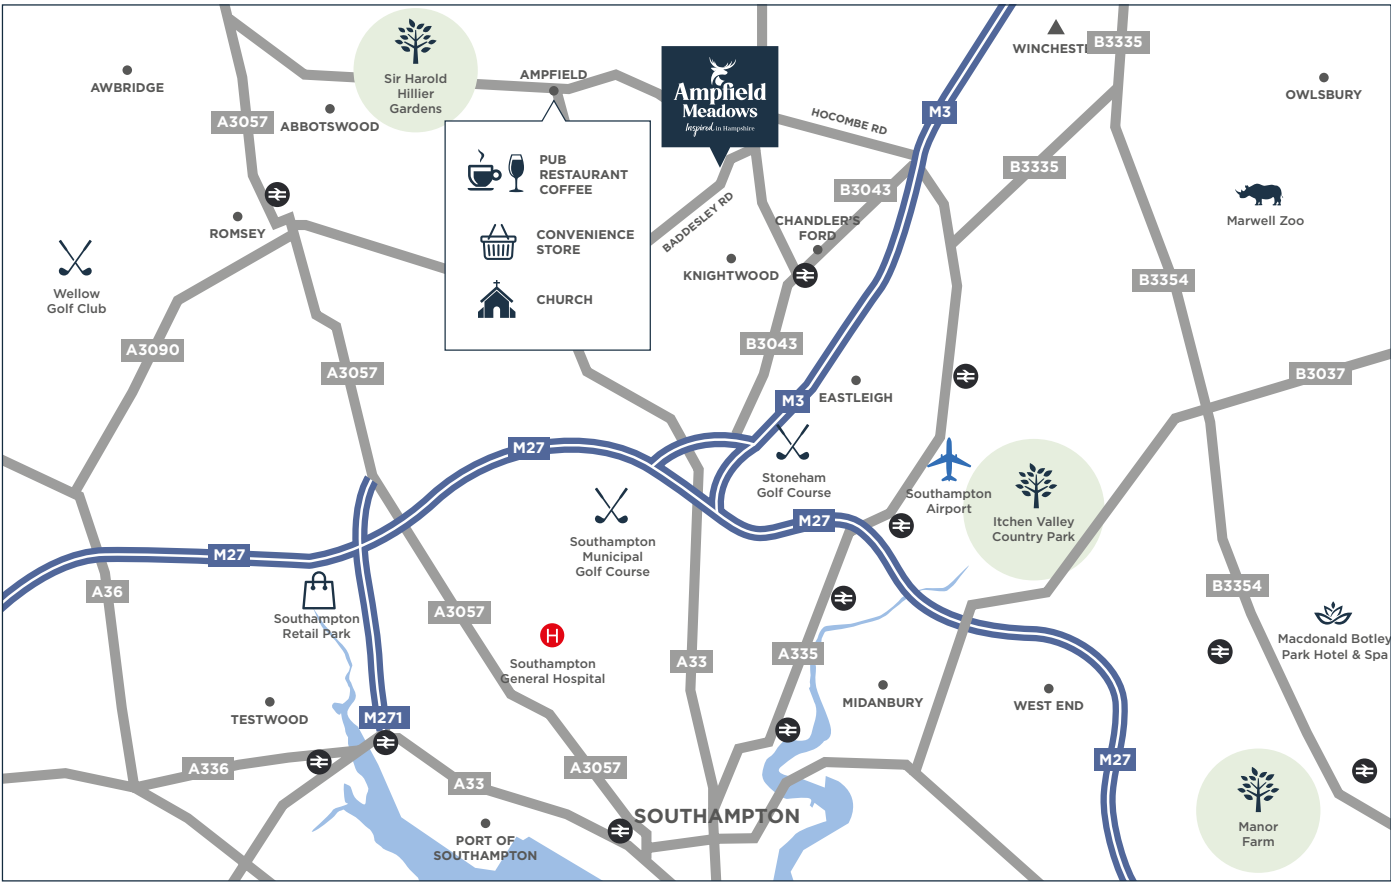 WINCHEST
B3335
AMPFIELD
Sir Harold
Hillier
Gardens
AWBRIDGE
OWLSBURY
Ampfield
Meadows
Inspired in Hampshire
M3
A3057
ABBOTSWOOD
HOCOMBE RD
PUB
RESTAURANT
COFFEE
B3335
B3043
BADDESLEY RD
CHANDLER'S
FORD
Marwell Zoo
ROMSEY
CONVENIENCE
STORE
KNIGHTWOOD
B3354
Wellow
Golf Club
CHURCH
A3090
B3043
A3057
B3037
M3
EASTLEIGH
M27
Stoneham
Golf Course
Southampton
Airport
M27
Itchen Valley
Country Park
Southampton
Municipal
Golf Course
M27
A36
B3354
Southampton
Retail Park
A3057
H
Macdonald Botley
Park Hotel & Spa
Southampton
General Hospital
A33
A335
MIDANBURY
WEST END
TESTWOOD
M271
M27
A336
A3057
A33
SOUTHAMPTON
PORT OF
SOUTHAMPTON
Manor
Farm